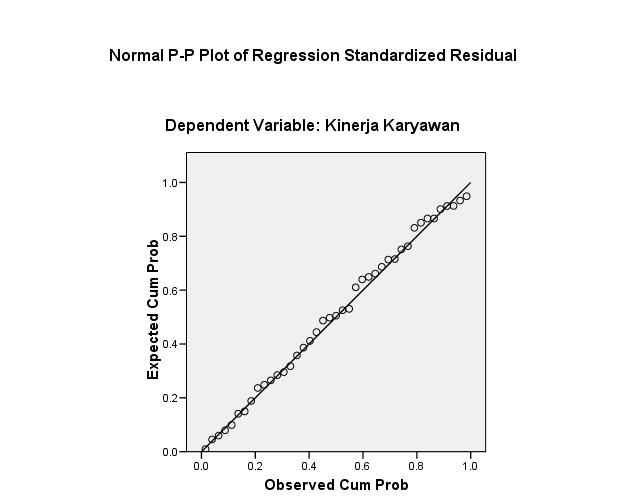 Normal P-P Plot of Regression Standardized Residual
Dependent Variable: Kinerja Karyawan
Expected Cum Prob
1.0
0.8
0.6
0.4
0.2
0.0
0.0 0.2 0.4 0.6 0.8 1.0
Observed Cum Prob